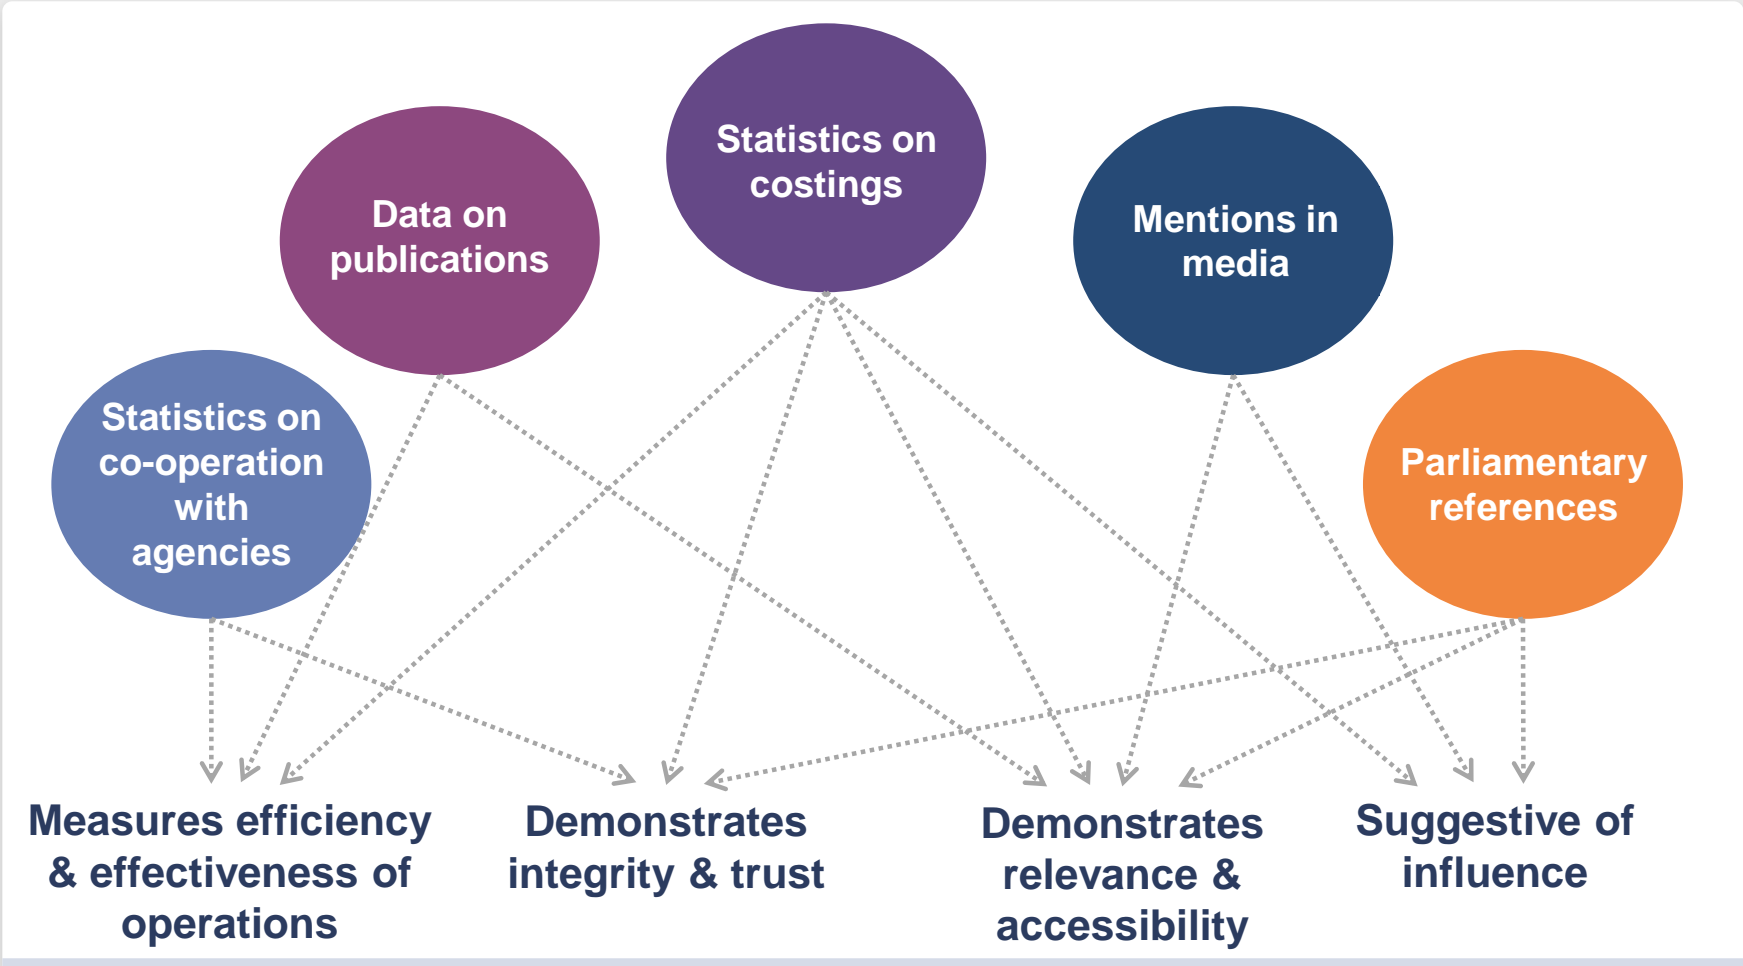 Statistics on
costings
Data on
publications
Mentions in
media
Statistics on
co-operation
with
agencies
Parliamentary
references
Measures efficiency
& effectiveness of
operations
Demonstrates
integrity & trust
Demonstrates
relevance &
accessibility
Suggestive of
influence